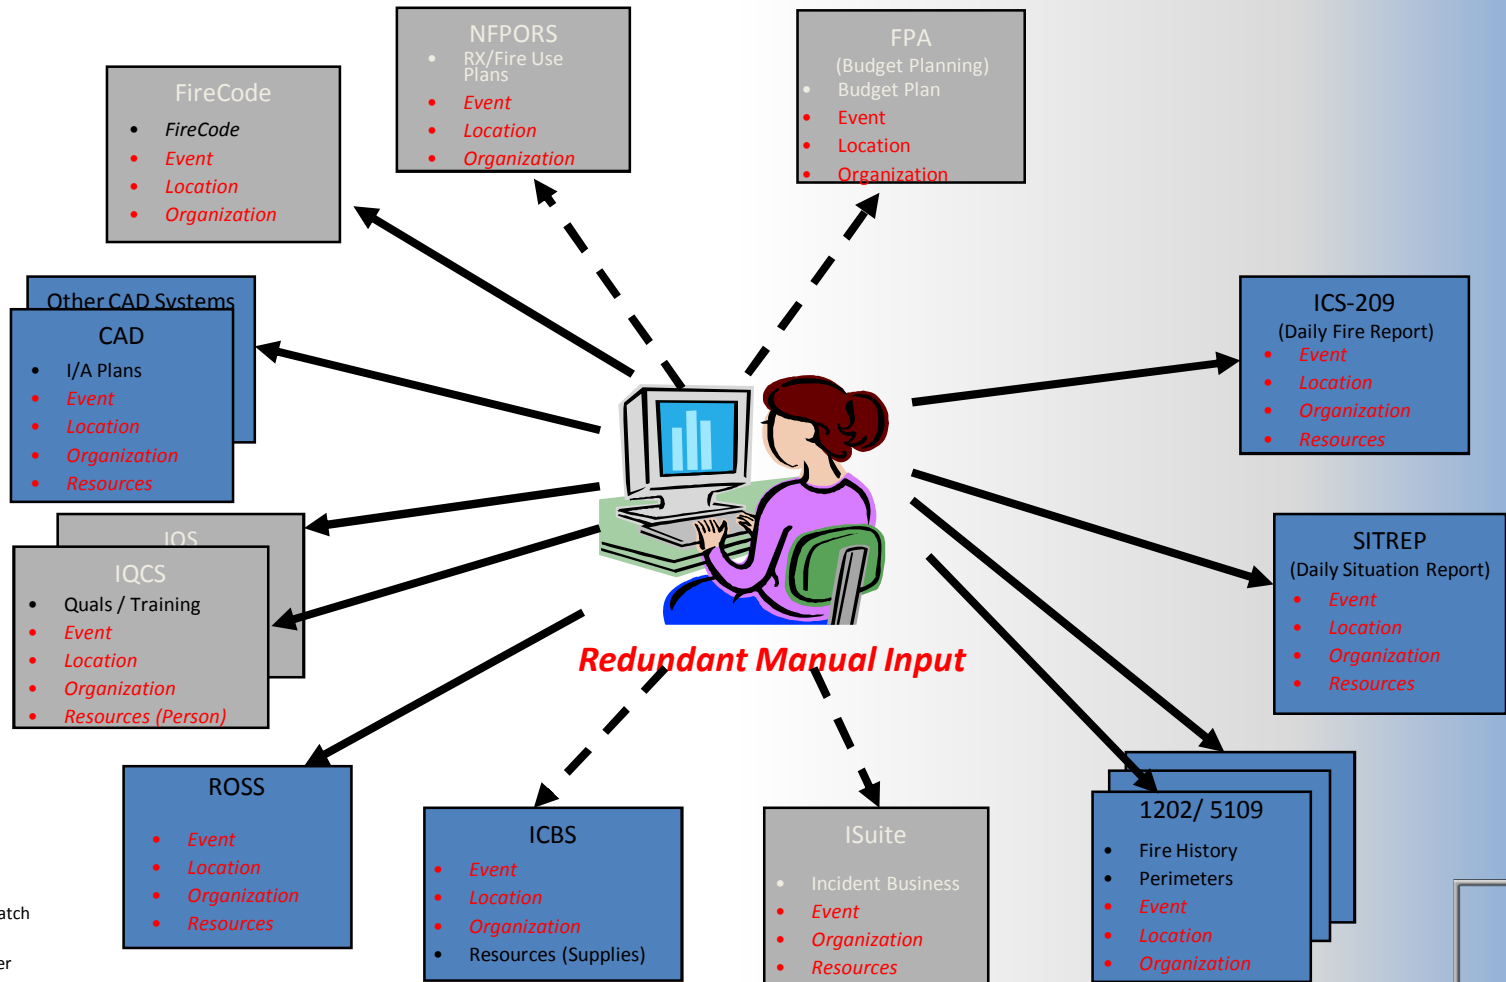 NFPORS
• RX/Fire Use
Plans
• Event
• Location
• Organization
FPA
(Budget Planning)
• Budget Plan
• Event
• Location
• Organization
FireCode
• FireCode
• Event
• Location
• Organization
Other CAD Systems
CAD
• I/A Plans
• Event
• Location
• Organization
• Resources
ICS-209
(Daily Fire Report)
• Event
• Location
• Organization
• Resources
IQS
IQCS
• Quals / Training
• Event
• Location
• Organization
• Resources (Person)
SITREP
(Daily Situation Report)
• Event
• Location
• Organization
• Resources
Redundant Manual Input
ROSS
• Event
• Location
• Organization
• Resources
ICBS
• Event
• Location
• Organization
• Resources (Supplies)
ISuite
• Incident Business
• Event
• Organization
• Resources
1202/ 5109
• Fire History
• Perimeters
• Event
• Location
• Organization
atch
er